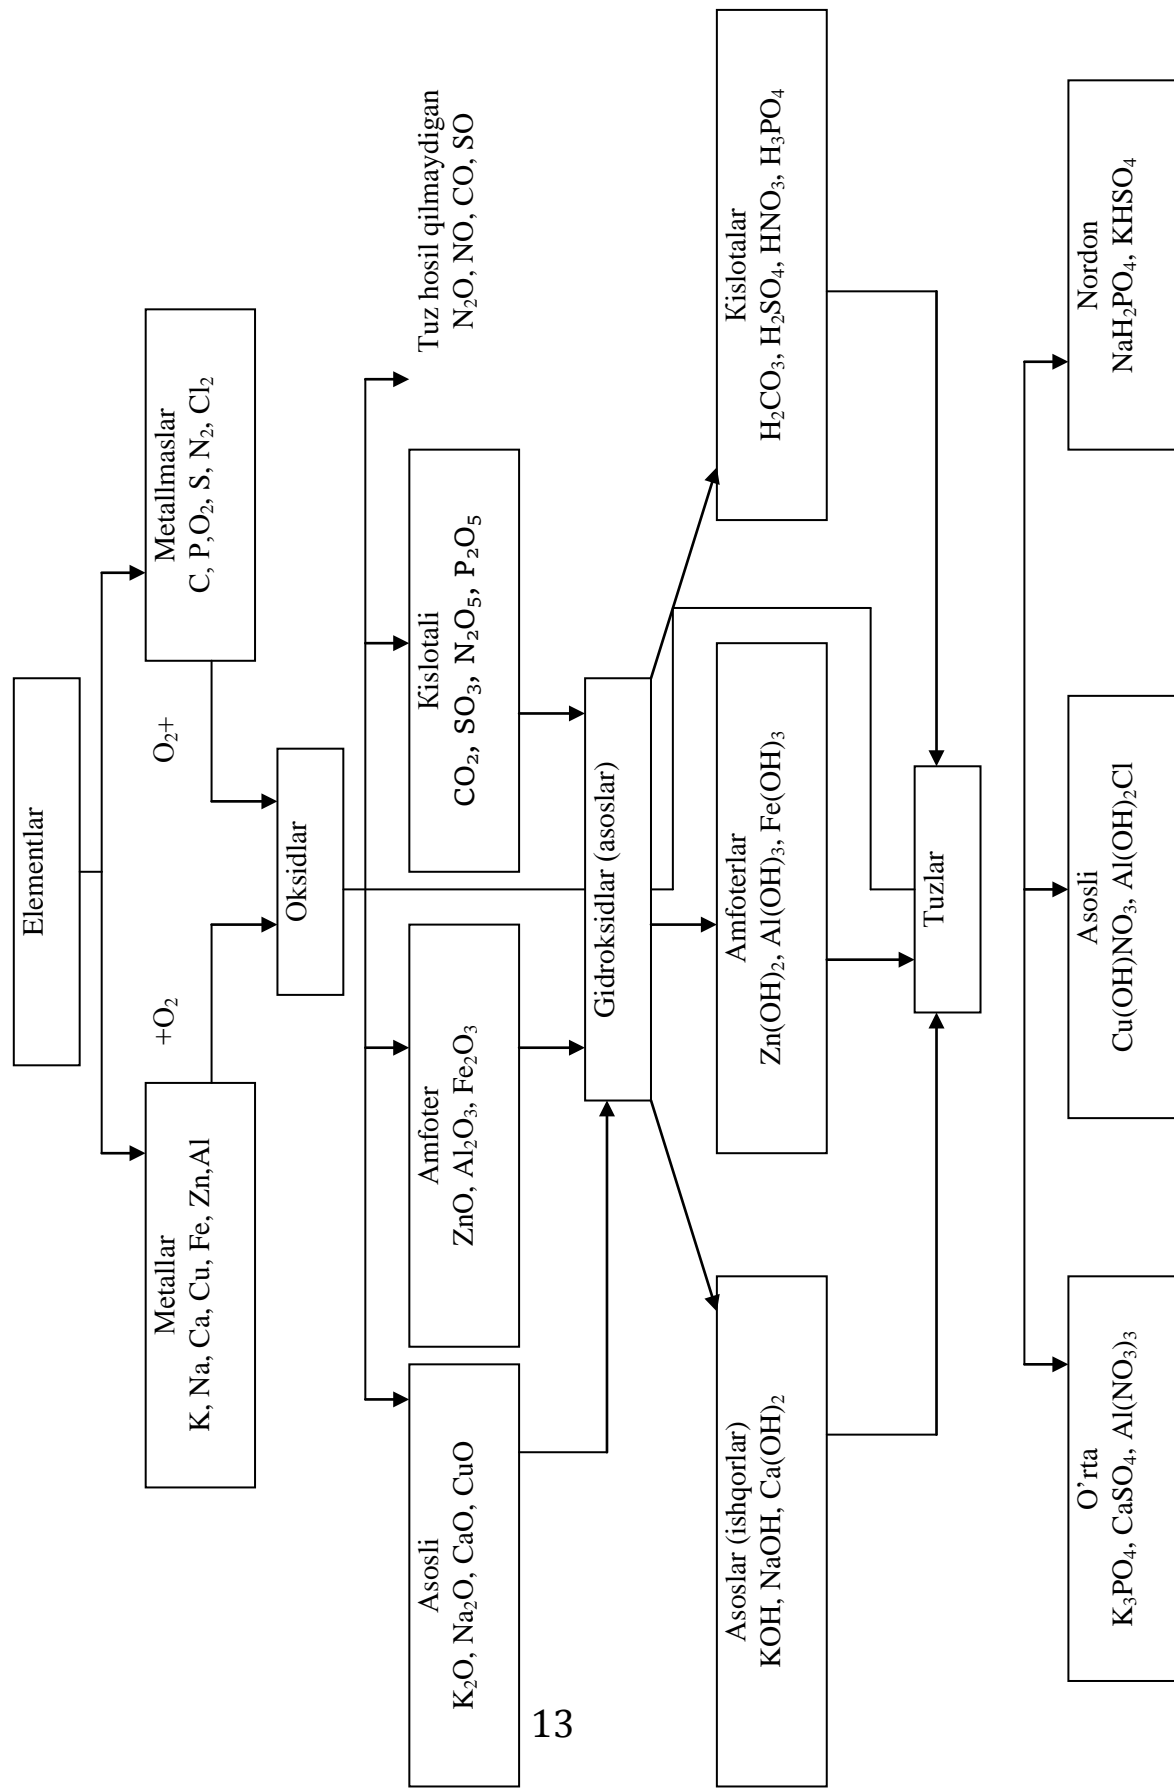 Elementlar
Metallar
K, Na, Ca, Cu, Fe, Zn,Al
+O₂
O₂+
Metallmaslar
C, P,O₂, S, N₂, Cl₂
Oksidlar
Asosli
K₂O, Na₂O, CaO, CuO
Amfoter
ZnO, Al₂O₃, Fe₂O₃
Kislotali
CO₂, SO₃, N₂O₅, P₂O₅
Tuz hosil qilmaydigan
N₂O, NO, CO, SO
Gidroksidlar (asoslar)
Asoslar (ishqorlar)
KOH, NaOH, Ca(OH)₂
Amfoterlar
Zn(OH)₂, Al(OH)₃, Fe(OH)₃
Kislotalar
H₂CO₃, H₂SO₄, HNO₃, H₃PO₄
Tuzlar
O’rta
K₃PO₄, CaSO₄, Al(NO₃)₃
Asosli
Cu(OH)NO₃, Al(OH)₂Cl
Nordon
NaH₂PO₄, KHSO₄
13